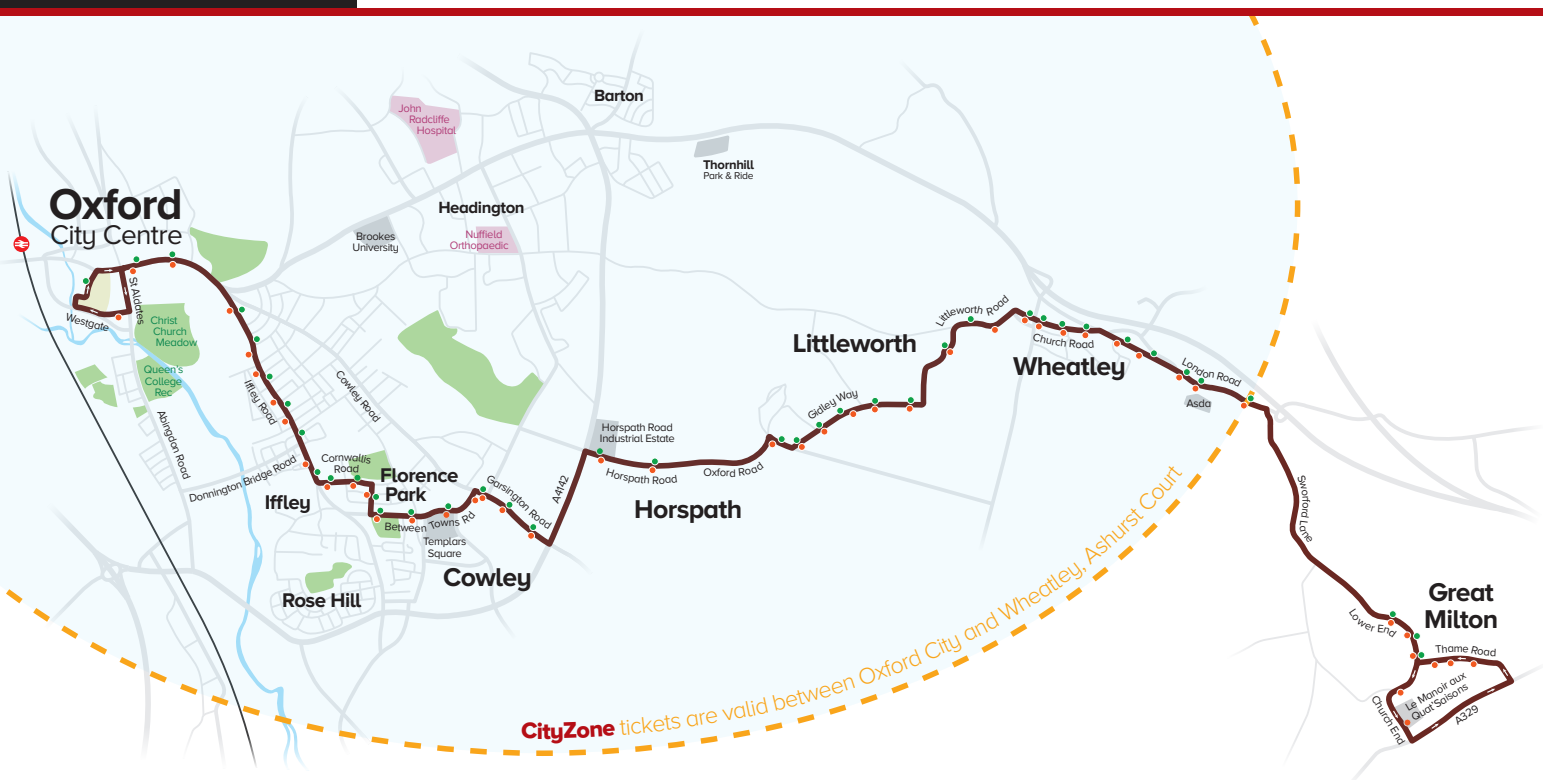 Barton
John
Radcliffe
Hospital
Thornhill
Park & Ride
Oxford
City Centre
Headington
Brookes
University
Nuffield
Orthopaedic
St Aldates
Westgate
Christ
Church
Meadow
Queen's
College
Rec
Iffley Road
Cowley Road
Abingdon Road
Donnington Bridge Road
Cornwallis
Road
Iffley
Florence
Park
Between Towns Rd
Templars
Square
Garsington Road
Cowley
Rose Hill
A4142
Horspath Road
Industrial Estate
Horspath Road
Oxford Road
Horspath
Gidley Way
Littleworth
Littleworth Road
Church Road
Wheatley
London Road
Asda
Sworford Lane
CityZone tickets are valid between Oxford City and Wheatley, Ashurst Court
Great
Milton
Lower End
Thame Road
Le Manoir aux
Quat'Saisons
Church End
A329